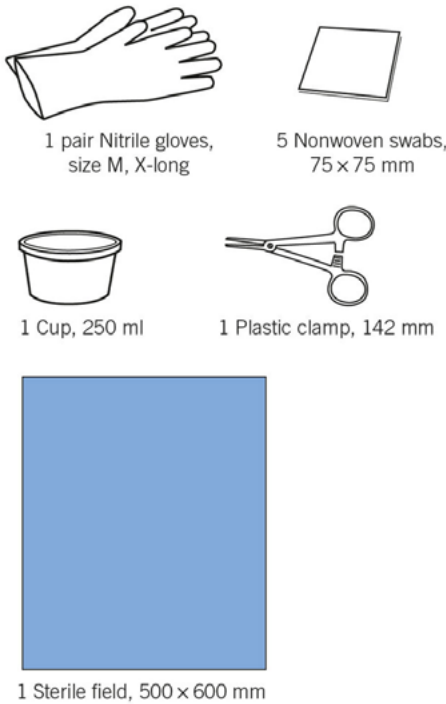 1 pair Nitrile gloves,
size M, X-long
5 Nonwoven swabs,
75 × 75 mm
1 Cup, 250 ml
1 Plastic clamp, 142 mm
1 Sterile field, 500 × 600 mm